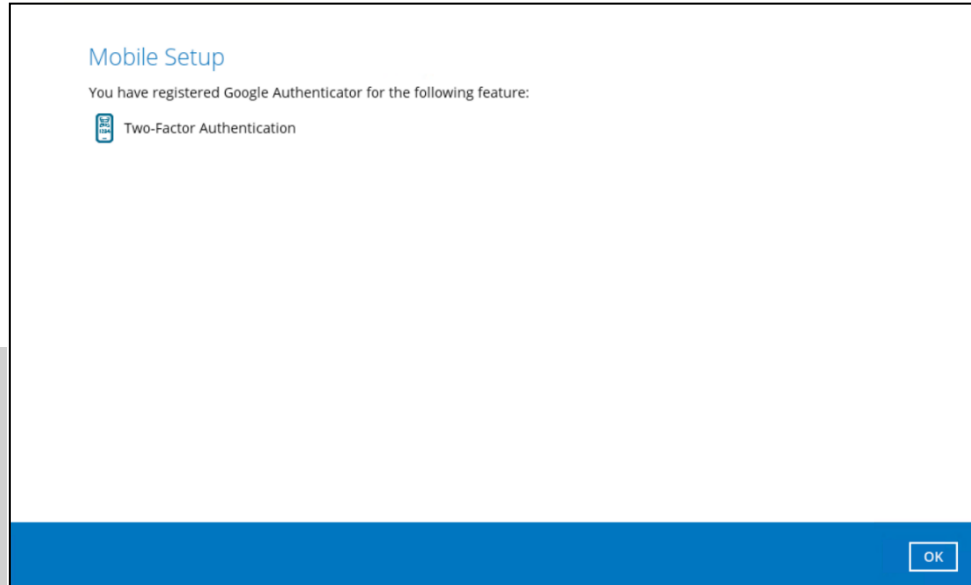 Mobile Setup
You have registered Google Authenticator for the following feature:
Two-Factor Authentication
OK